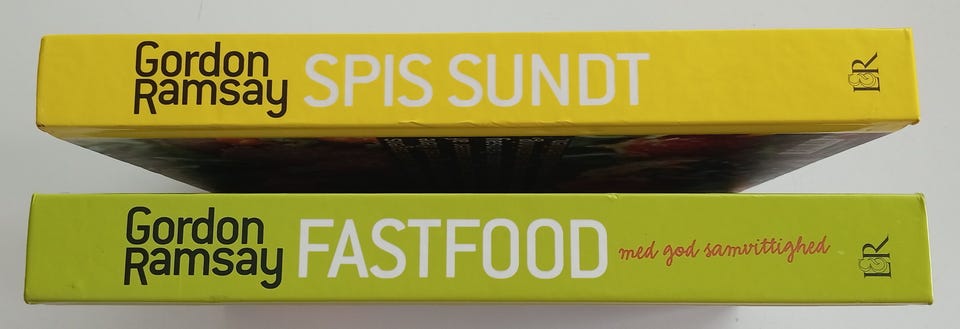 Gordon
Ramsay
SPIS SUNDT
L&R
Gordon
Ramsay
FASTFOOD med god samvittighed
L&R